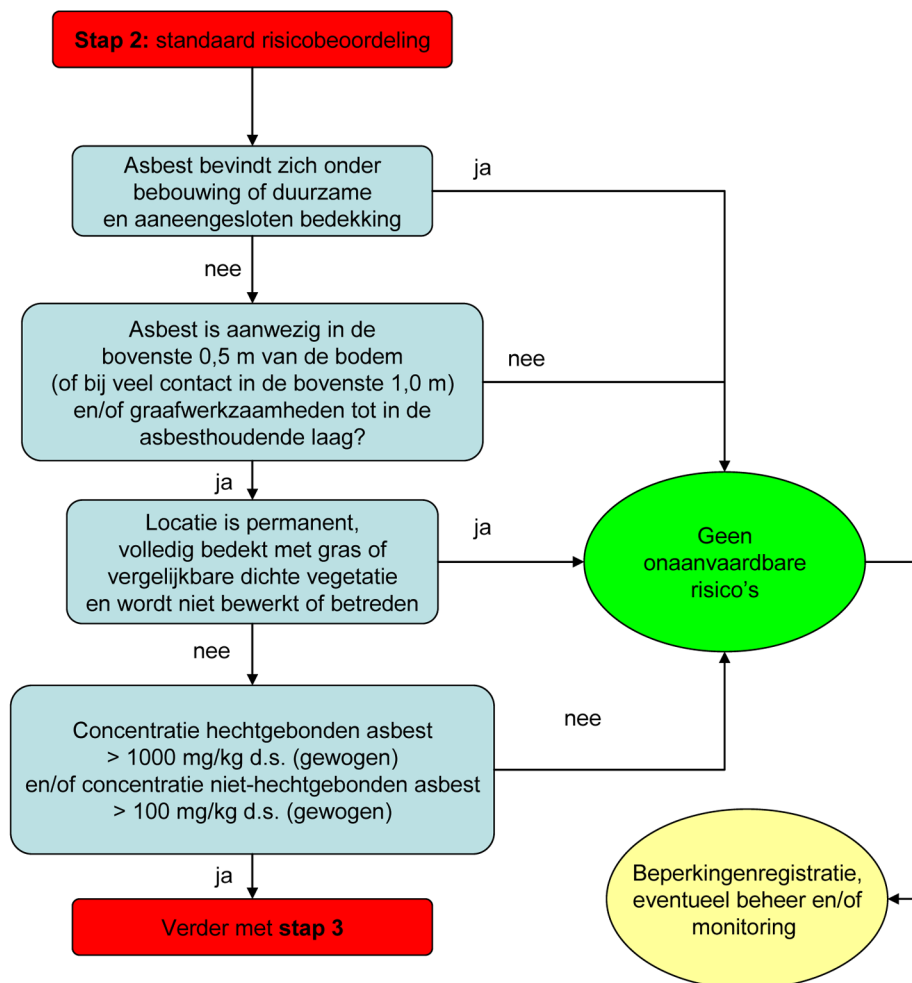 Stap 2: standaard risicobeoordeling
Asbest bevindt zich onder
bebouwing of duurzame
en aaneengesloten bedekking
ja
nee
Asbest is aanwezig in de
bovenste 0,5 m van de bodem
(of bij veel contact in de bovenste 1,0 m)
en/of graafwerkzaamheden tot in de
asbesthoudende laag?
nee
ja
Locatie is permanent,
volledig bedekt met gras of
vergelijkbare dichte vegetatie
en wordt niet bewerkt of betreden
ja
Geen
onaanvaardbare
risico's
nee
Concentratie hechtgebonden asbest
> 1000 mg/kg d.s. (gewogen)
en/of concentratie niet-hechtgebonden asbest
> 100 mg/kg d.s. (gewogen)
nee
ja
Verder met stap 3
Beperkingenregistratie,
eventueel beheer en/of
monitoring